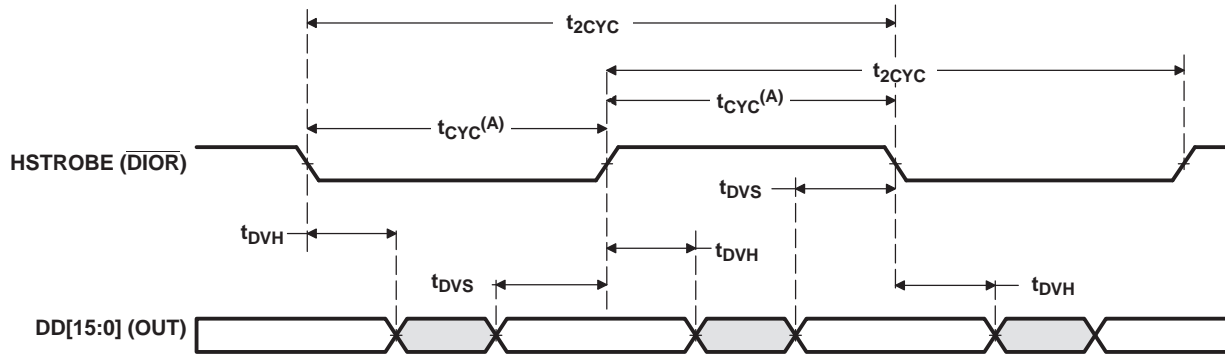 t2CYC
t2CYC
tCYC(A)
tCYC(A)
HSTROBE (DIOR)
tDVS
tDVH
tDVH
tDVS
tDVH
DD[15:0] (OUT)